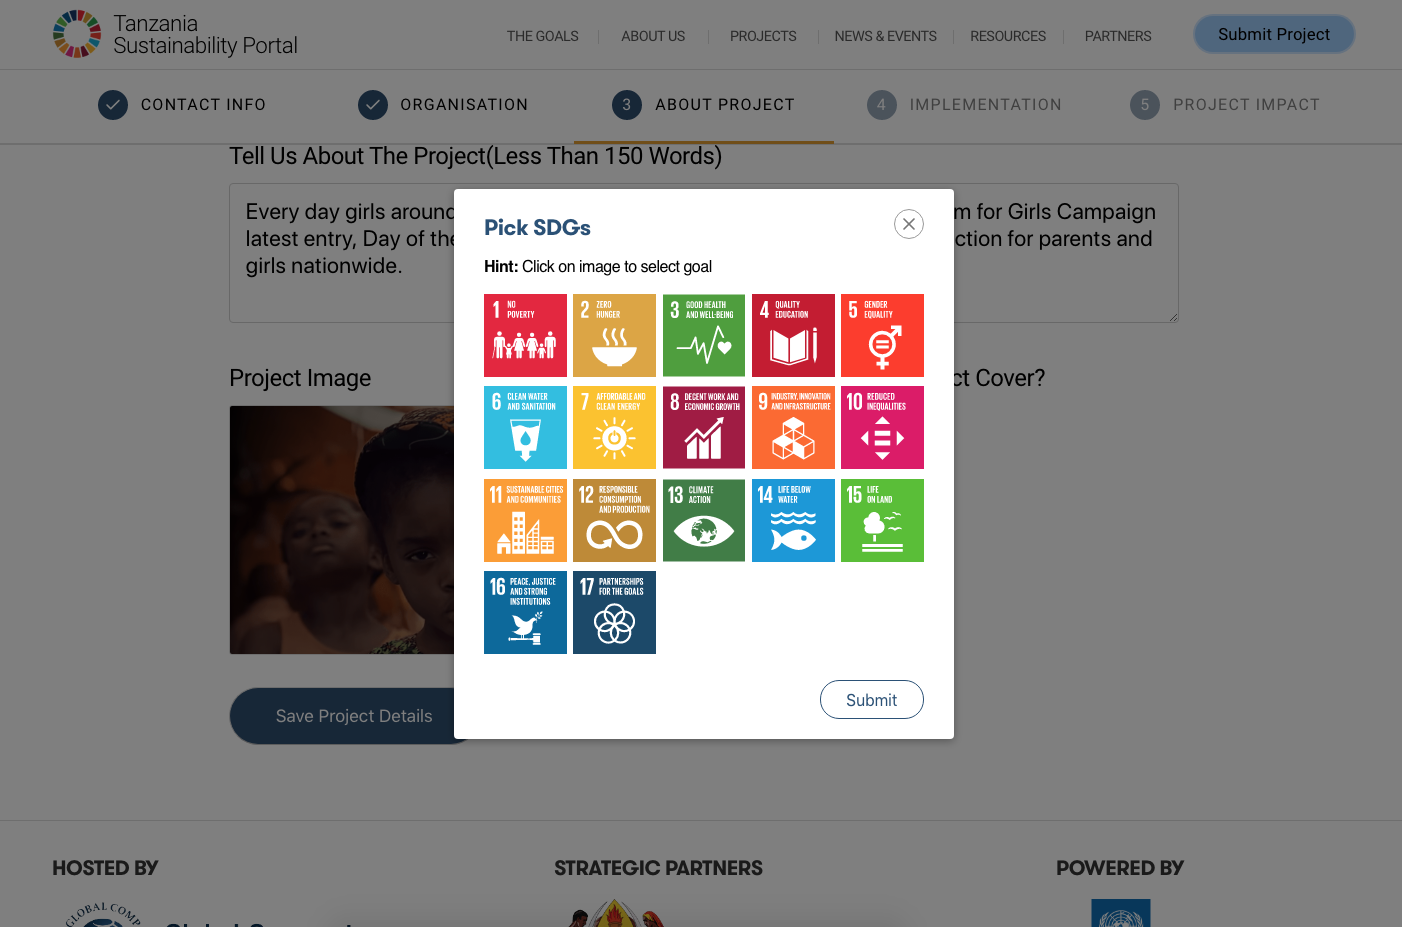 Tanzania
Sustainability Portal
THE GOALS
ABOUT US
PROJECTS
NEWS & EVENTS
RESOURCES
PARTNERS
Submit Project
CONTACT INFO
ORGANISATION
3 ABOUT PROJECT
4 IMPLEMENTATION
5 PROJECT IMPACT
Tell Us About The Project(Less Than 150 Words)
Every day girls around
m for Girls Campaign
latest entry, Day of the
ction for parents and
girls nationwide.
Project Image
ct Cover?
Save Project Details
Pick SDGs
Hint: Click on image to select goal
1 NO
POVERTY
2 ZERO
HUNGER
3 GOOD HEALTH
AND WELL-BEING
4 QUALITY
EDUCATION
5 GENDER
EQUALITY
6 CLEAN WATER
AND SANITATION
7 AFFORDABLE AND
CLEAN ENERGY
8 DECENT WORK AND
ECONOMIC GROWTH
9 INDUSTRY, INNOVATION
AND INFRASTRUCTURE
10 REDUCED
INEQUALITIES
11 SUSTAINABLE CITIES
AND COMMUNITIES
12 RESPONSIBLE
CONSUMPTION
AND PRODUCTION
13 CLIMATE
ACTION
14 LIFE BELOW
WATER
15 LIFE
ON LAND
16 PEACE, JUSTICE
AND STRONG
INSTITUTIONS
17 PARTNERSHIPS
FOR THE GOALS
Submit
HOSTED BY
STRATEGIC PARTNERS
POWERED BY
GLOBAL COMP